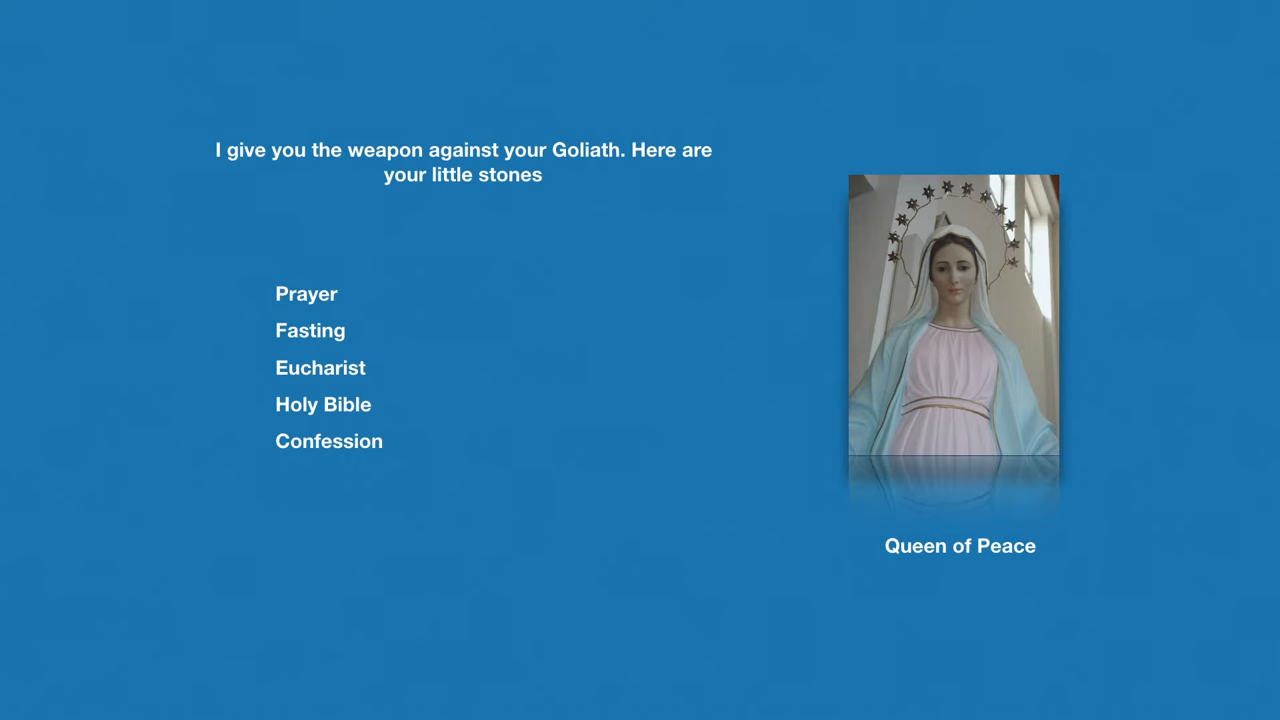 I give you the weapon against your Goliath. Here are
your little stones
Prayer
Fasting
Eucharist
Holy Bible
Confession
Queen of Peace